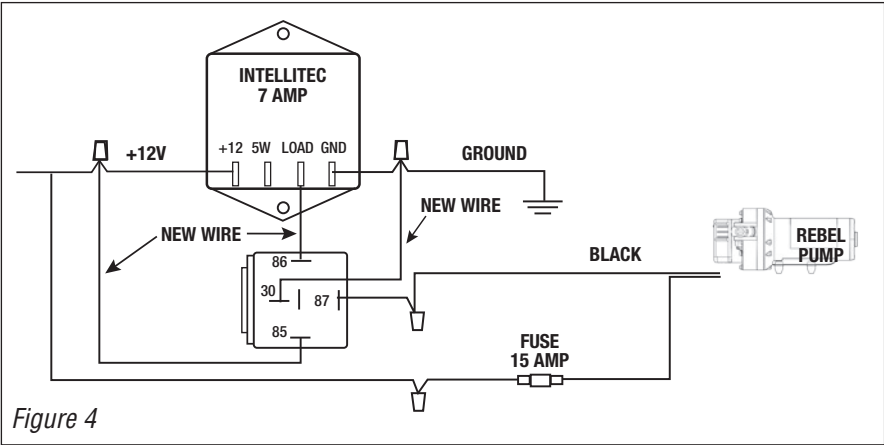 INTELLITEC
7 AMP
+12V
+12 5W LOAD GND
GROUND
NEW WIRE
NEW WIRE
BLACK
REBEL
PUMP
86
30
87
85
FUSE
15 AMP
Figure 4